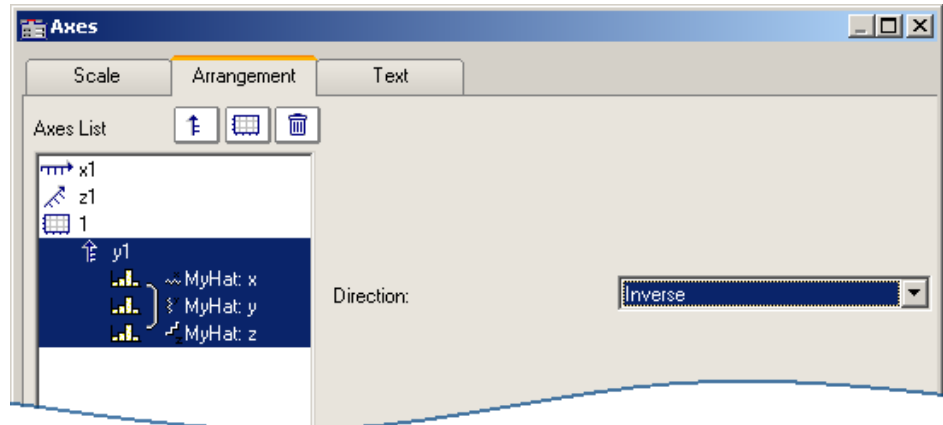 Axes
Scale
Arrangement
Text
Axes List
x1
z1
1
y1
MyHat: x
MyHat: y
MyHat: z
Direction:
Inverse